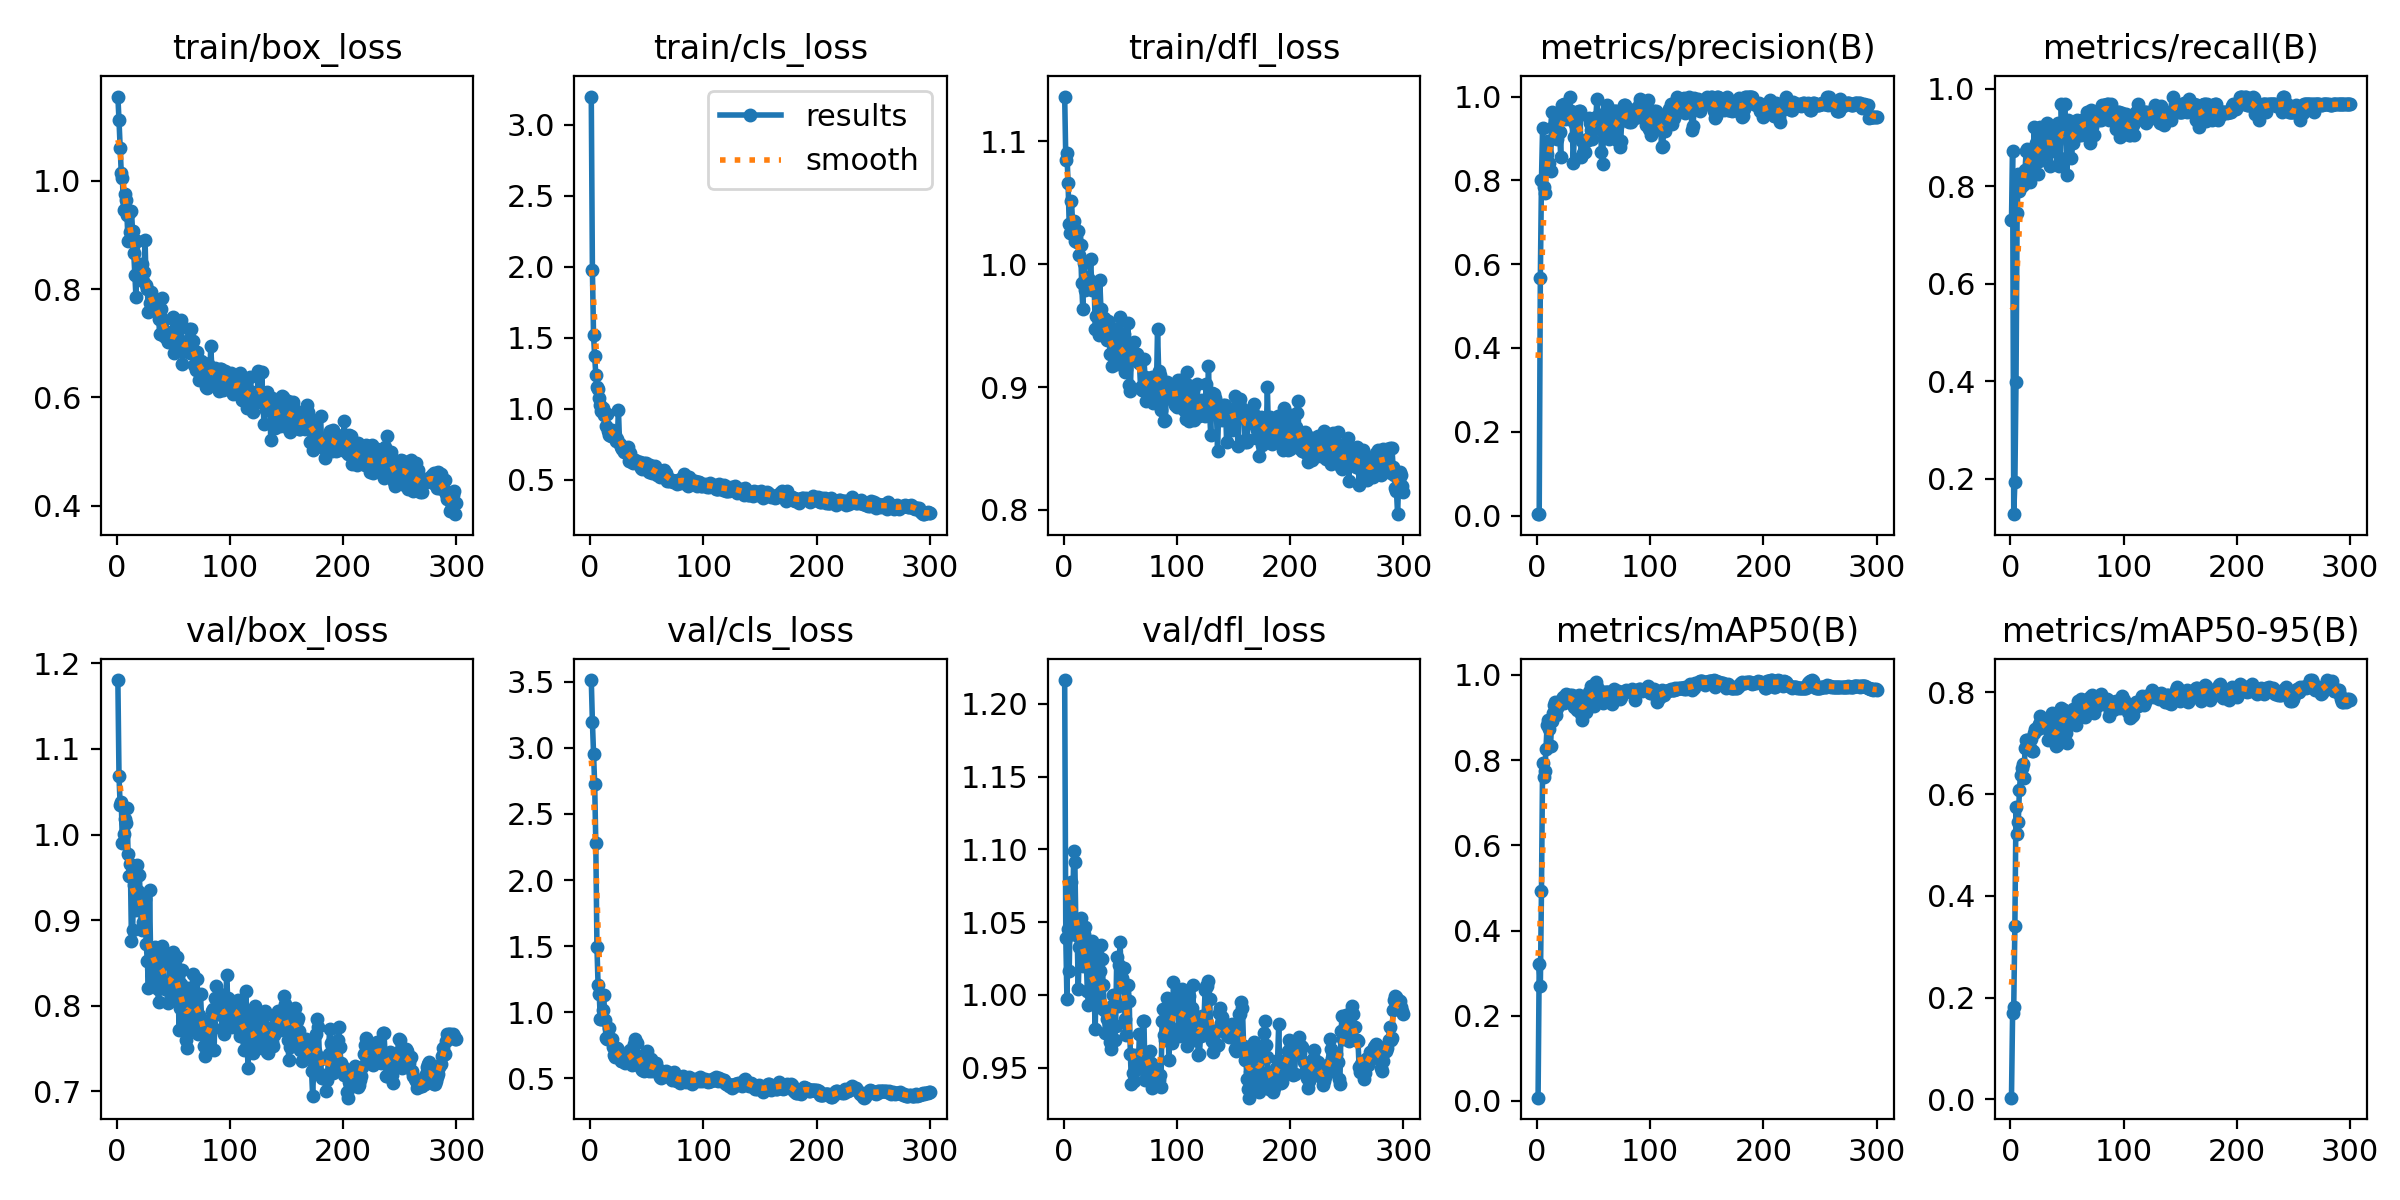 train/box_loss
1.0
0.8
0.6
0.4
0 100 200 300
train/cls_loss
results
smooth
3.0
2.5
2.0
1.5
1.0
0.5
0 100 200 300
train/dfl_loss
1.1
1.0
0.9
0.8
0 100 200 300
metrics/precision(B)
1.0
0.8
0.6
0.4
0.2
0.0
0 100 200 300
metrics/recall(B)
1.0
0.8
0.6
0.4
0.2
0 100 200 300
val/box_loss
1.2
1.1
1.0
0.9
0.8
0.7
0 100 200 300
val/cls_loss
3.5
3.0
2.5
2.0
1.5
1.0
0.5
0 100 200 300
val/dfl_loss
1.20
1.15
1.10
1.05
1.00
0.95
0 100 200 300
metrics/mAP50(B)
1.0
0.8
0.6
0.4
0.2
0.0
0 100 200 300
metrics/mAP50-95(B)
0.8
0.6
0.4
0.2
0.0
0 100 200 300